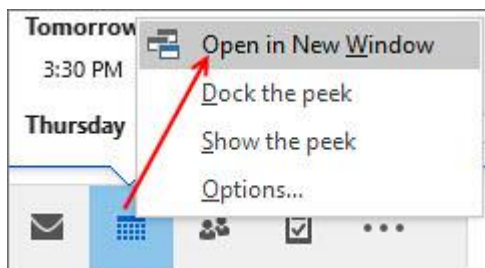 Tomorrow
Open in New Window
3:30 PM
Dock the peek
Thursday
Show the peek
Options...